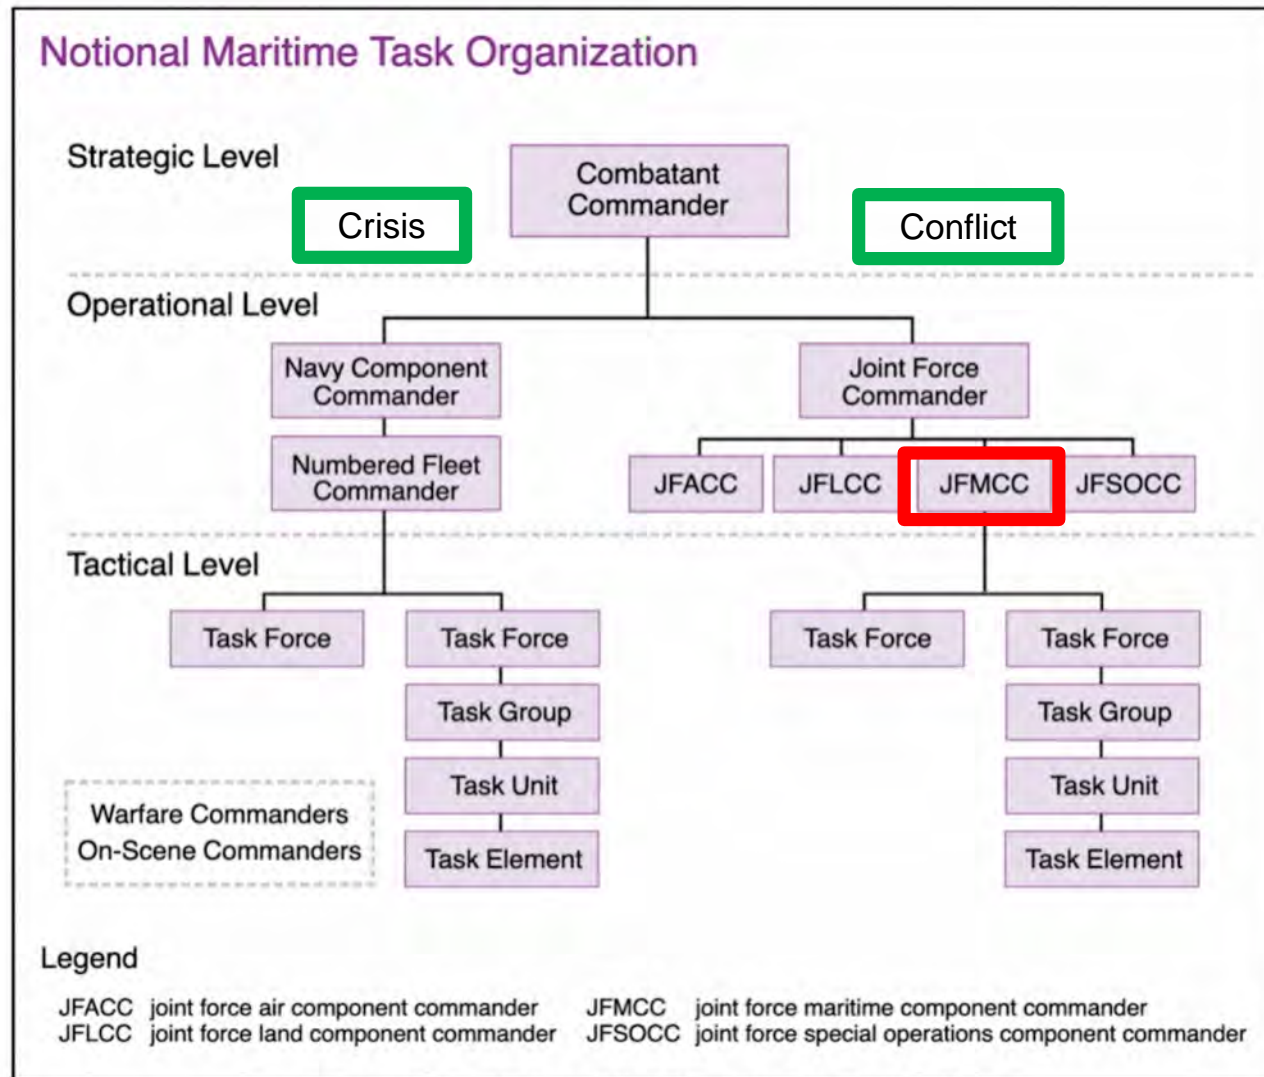 Notional Maritime Task Organization
Strategic Level
Combatant
Commander
Crisis
Conflict
Operational Level
Navy Component
Commander
Joint Force
Commander
Numbered Fleet
Commander
JFACC
JFLCC
JFMCC
JFSOCC
Tactical Level
Task Force
Task Force
Task Force
Task Force
Task Group
Task Group
Task Unit
Task Unit
Warfare Commanders
On-Scene Commanders
Task Element
Task Element
Legend
JFACC joint force air component commander
JFMCC joint force maritime component commander
JFLCC joint force land component commander
JFSOCC joint force special operations component commander